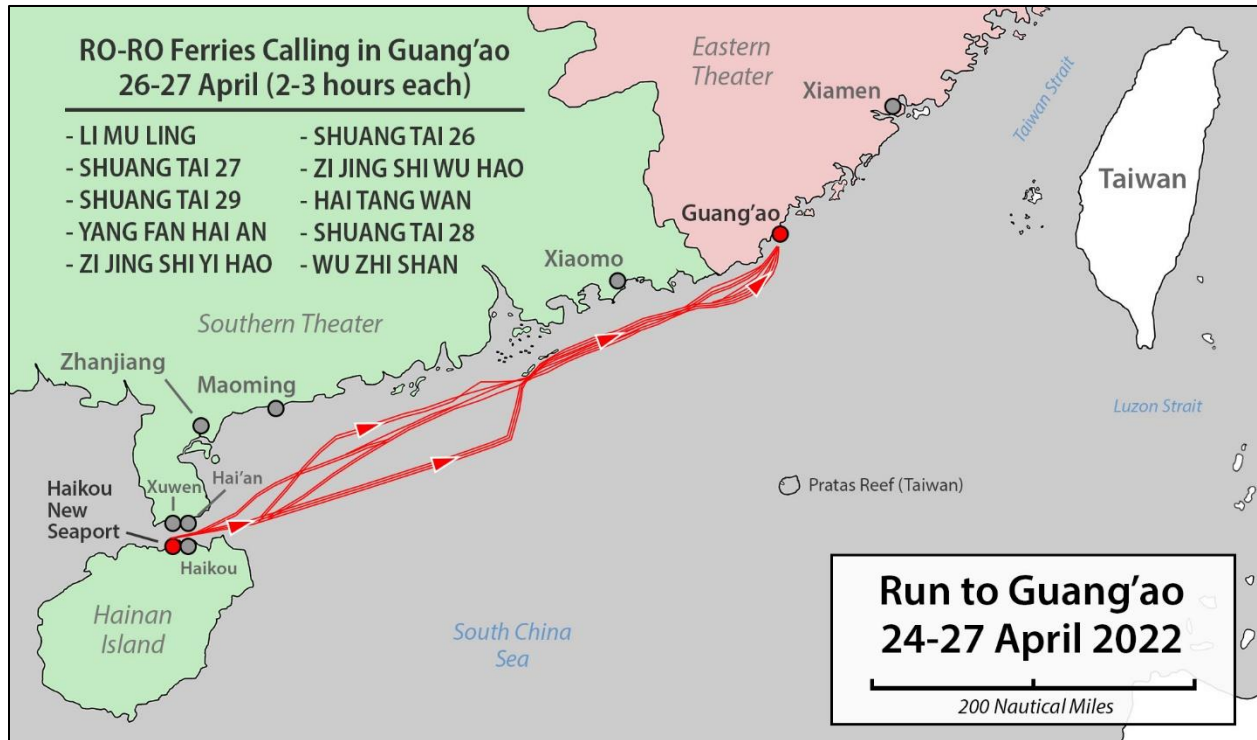 RO-RO Ferries Calling in Guang'ao
26-27 April (2-3 hours each)
- LI MU LING
- SHUANG TAI 27
- SHUANG TAI 29
- YANG FAN HAI AN
- ZI JING SHI YI HAO
- SHUANG TAI 26
- ZI JING SHI WU HAO
- HAI TANG WAN
- SHUANG TAI 28
- WU ZHI SHAN
Eastern
Theater
Xiamen
Taiwan Strait
Taiwan
Guang'ao
Xiaomo
Southern Theater
Zhanjiang
Maoming
Luzon Strait
Xuwen
Hai'an
Haikou
New
Seaport
Haikou
Pratas Reef (Taiwan)
Hainan
Island
South China
Sea
Run to Guang'ao
24-27 April 2022
200 Nautical Miles